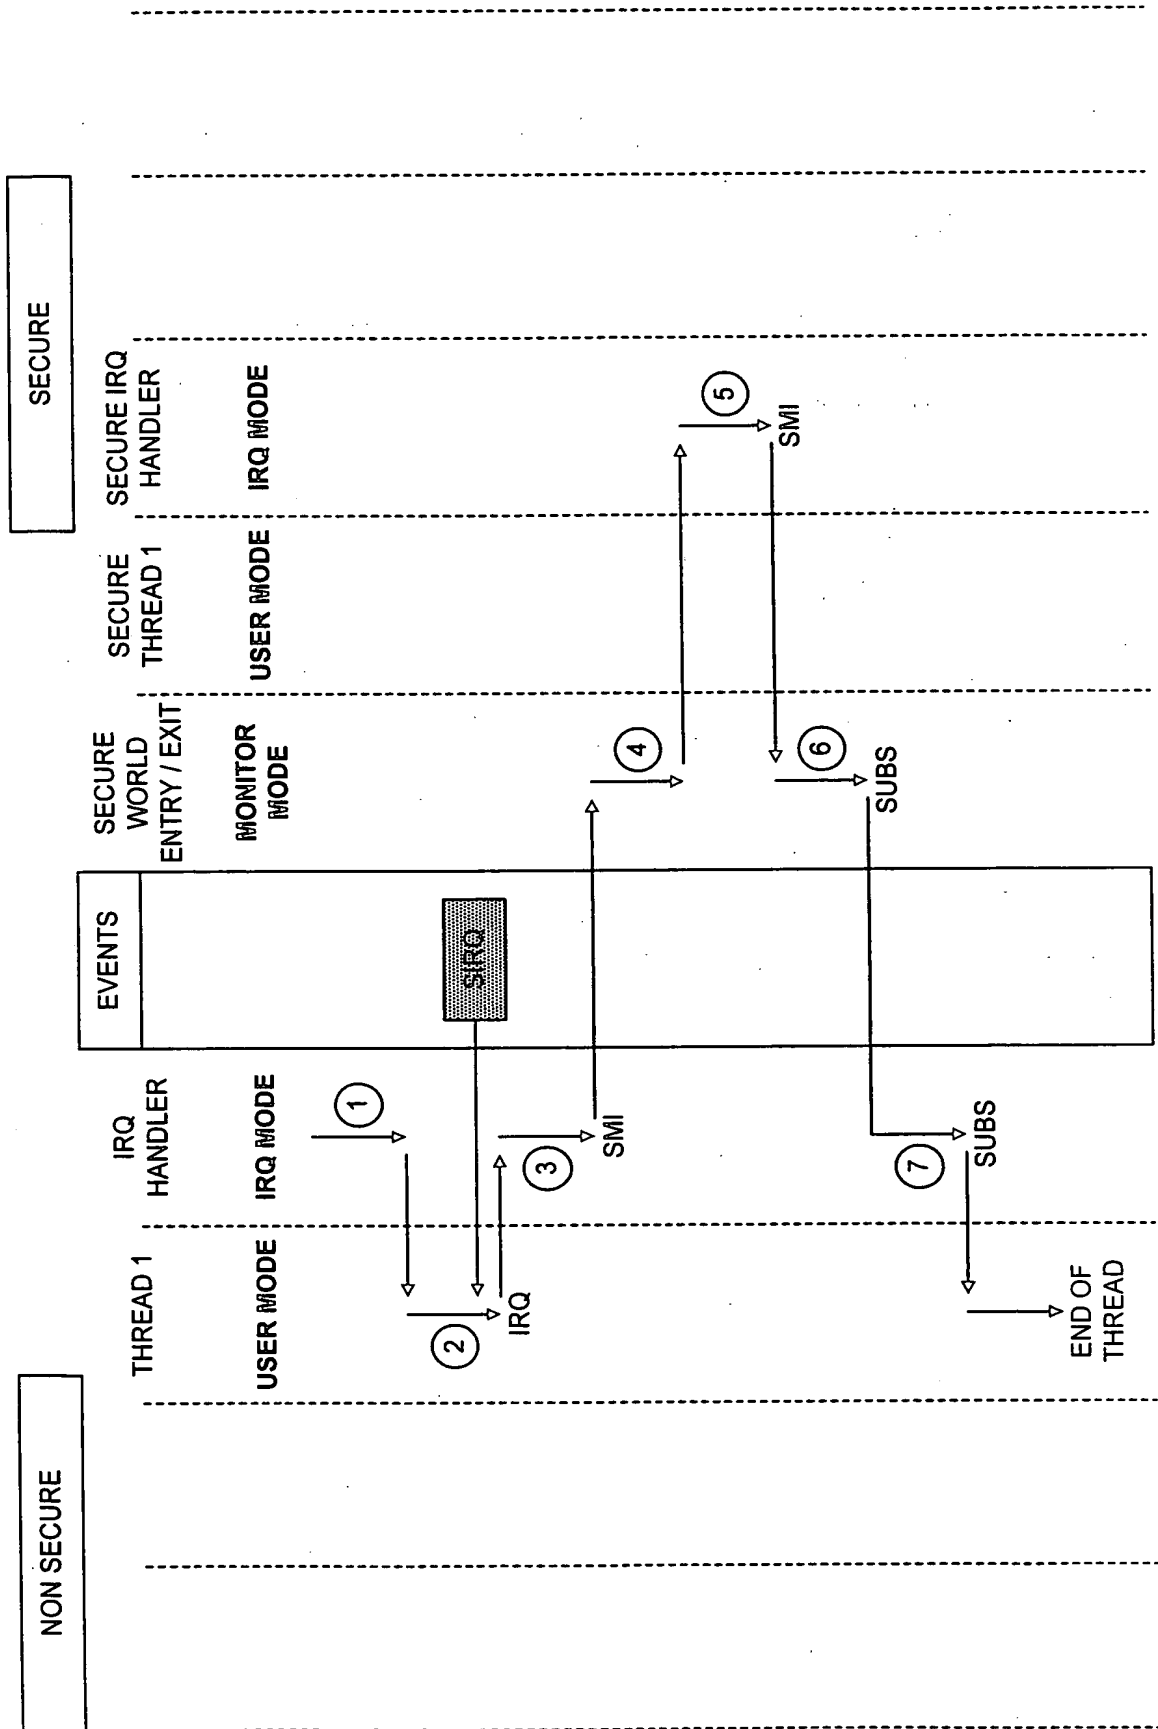 NON SECURE
SECURE
THREAD 1
USER MODE
IRQ
HANDLER
IRQ MODE
EVENTS
SECURE
WORLD
ENTRY / EXIT
MONITOR
MODE
SECURE
THREAD 1
USER MODE
SECURE IRQ
HANDLER
IRQ MODE
1
2
SIRQ
IRQ
3
SMI
4
5
SMI
6
SUBS
7
SUBS
END OF
THREAD